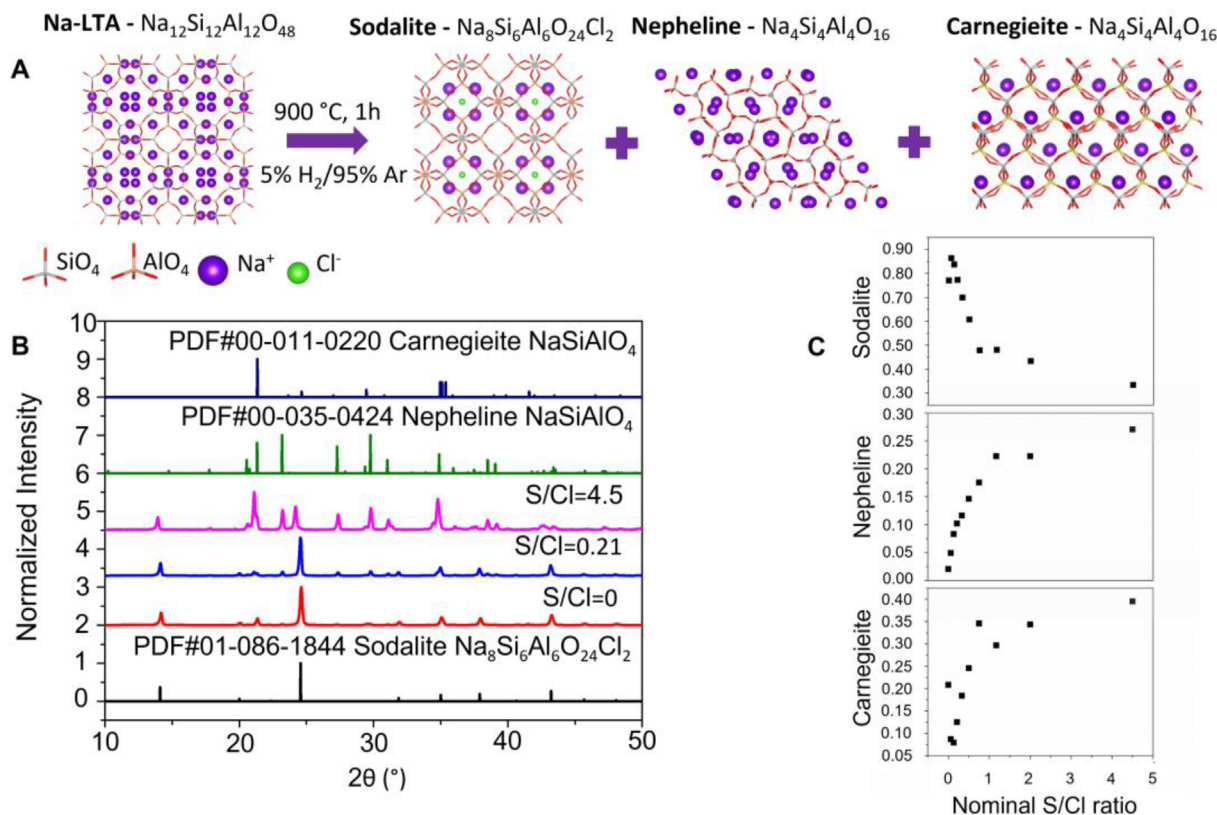 Na-LTA - Na₁₂Si₁₂Al₁₂O₄₈
Sodalite - Na₈Si₆Al₆O₂₄Cl₂
Nepheline - Na₄Si₄Al₄O₁₆
Carnegieite - Na₄Si₄Al₄O₁₆
A
900 °C, 1h
5% H₂/95% Ar
SiO₄
AlO₄
Na⁺
Cl⁻
B
Normalized Intensity
10
9
8
7
6
5
4
3
2
1
0
PDF#00-011-0220 Carnegieite NaSiAlO₄
PDF#00-035-0424 Nepheline NaSiAlO₄
S/Cl=4.5
S/Cl=0.21
S/Cl=0
PDF#01-086-1844 Sodalite Na₈Si₆Al₆O₂₄Cl₂
10 20 30 40 50
2θ (°)
C
Sodalite
0.90
0.80
0.70
0.60
0.50
0.40
0.30
Nepheline
0.30
0.25
0.20
0.15
0.10
0.05
0.00
Carnegieite
0.40
0.35
0.30
0.25
0.20
0.15
0.10
0.05
0 1 2 3 4 5
Nominal S/Cl ratio